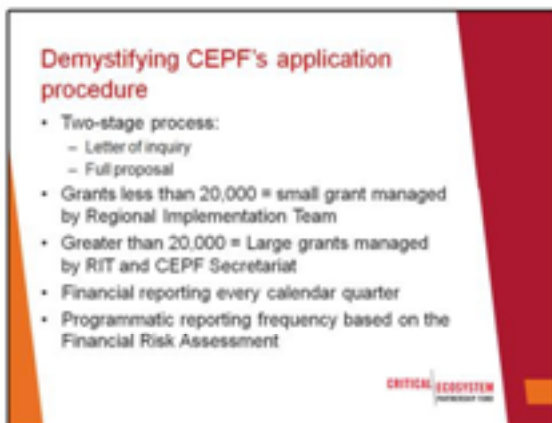 Demystifying CEPF's application
procedure
• Two-stage process:
– Letter of inquiry
– Full proposal
• Grants less than 20,000 = small grant managed
by Regional Implementation Team
• Greater than 20,000 = Large grants managed
by RIT and CEPF Secretariat
• Financial reporting every calendar quarter
• Programmatic reporting frequency based on the
Financial Risk Assessment
CRITICAL ECOSYSTEM
PARTNERSHIP FUND